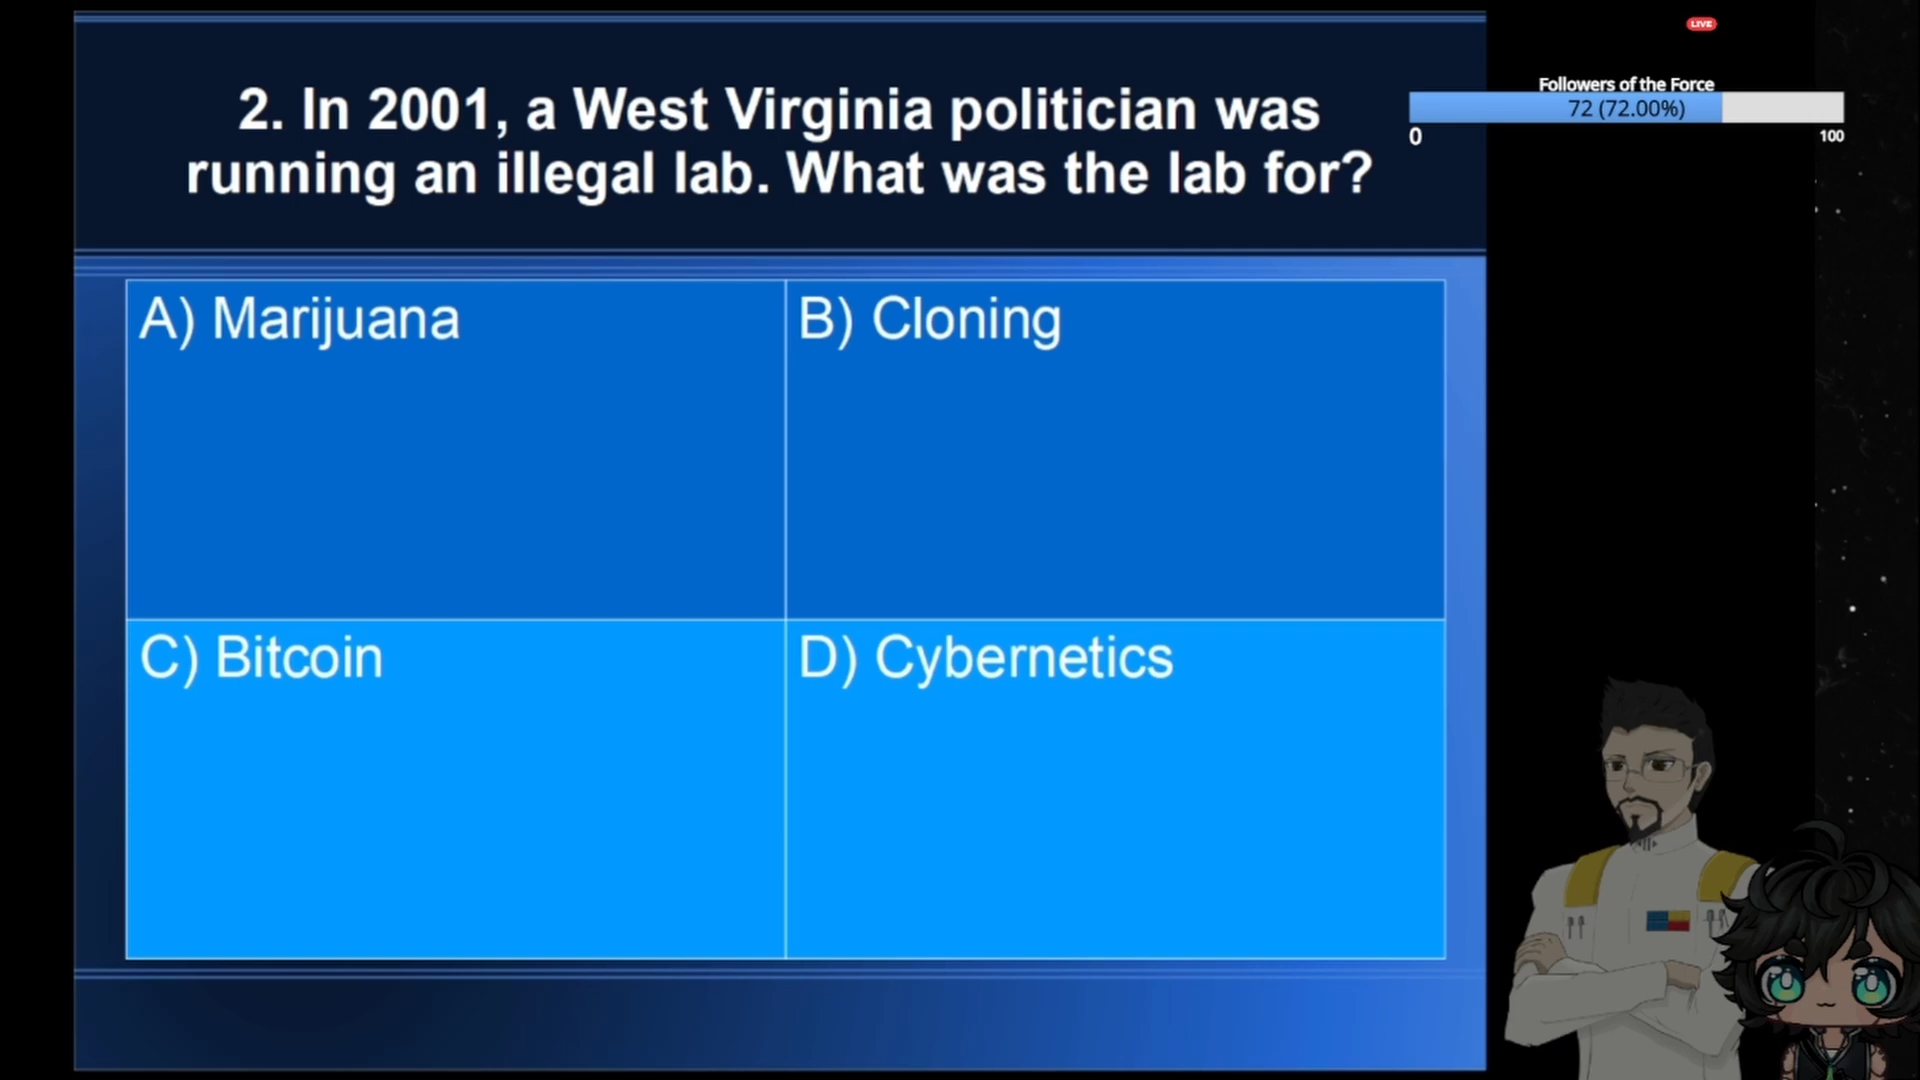 LIVE
Followers of the Force
72 (72.00%)
0
100
2. In 2001, a West Virginia politician was
running an illegal lab. What was the lab for?
A) Marijuana
B) Cloning
C) Bitcoin
D) Cybernetics